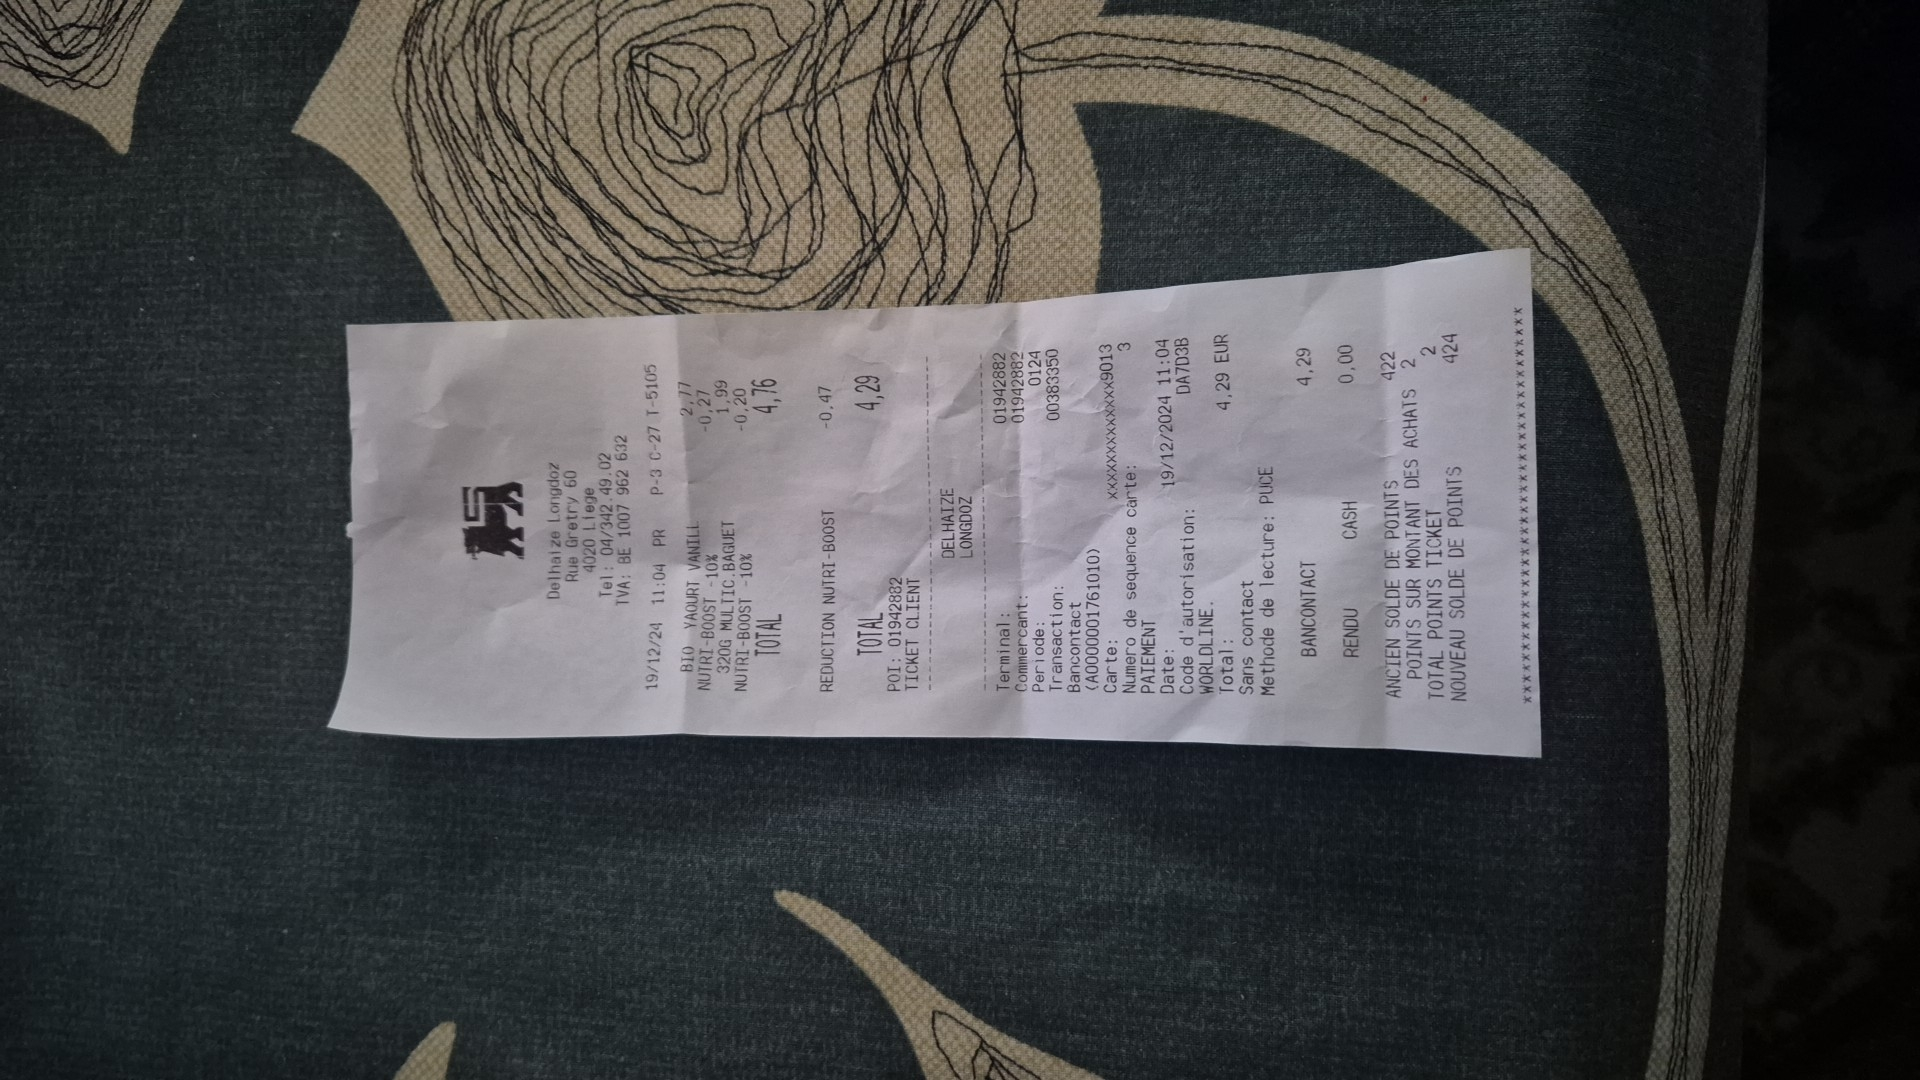 Delhaize Longdoz
Rue Gretry 60
4020 Liege
Tel: 04/342.49.02
TVA: BE 1007 962 632
19/12/24 11:04 PR P-3 C-27 T-5105
BIO YAOURT VANILL 2,77
NUTRI-BOOST -10% -0,27
320G MULTIC.BAGUET 1,99
NUTRI-BOOST -10% -0,20
TOTAL 4,76
REDUCTION NUTRI-BOOST -0,47
TOTAL 4,29
POI: 01942882
TICKET CLIENT
DELHAIZE
LONGDOZ
Terminal: 01942882
Commercant: 01942882
Periode: 0124
Transaction: 00383350
Bancontact
(A0000001761010)
Carte: xxxxxxxxxxxxxxx9013
Numero de sequence carte: 3
PAIEMENT
Date: 19/12/2024 11:04
Code d'autorisation: DA7D3B
WORLDLINE.
Total: 4,29 EUR
Sans contact
Methode de lecture: PUCE
BANCONTACT 4,29
RENDU CASH 0,00
ANCIEN SOLDE DE POINTS 422
POINTS SUR MONTANT DES ACHATS 2
TOTAL POINTS TICKET 2
NOUVEAU SOLDE DE POINTS 424